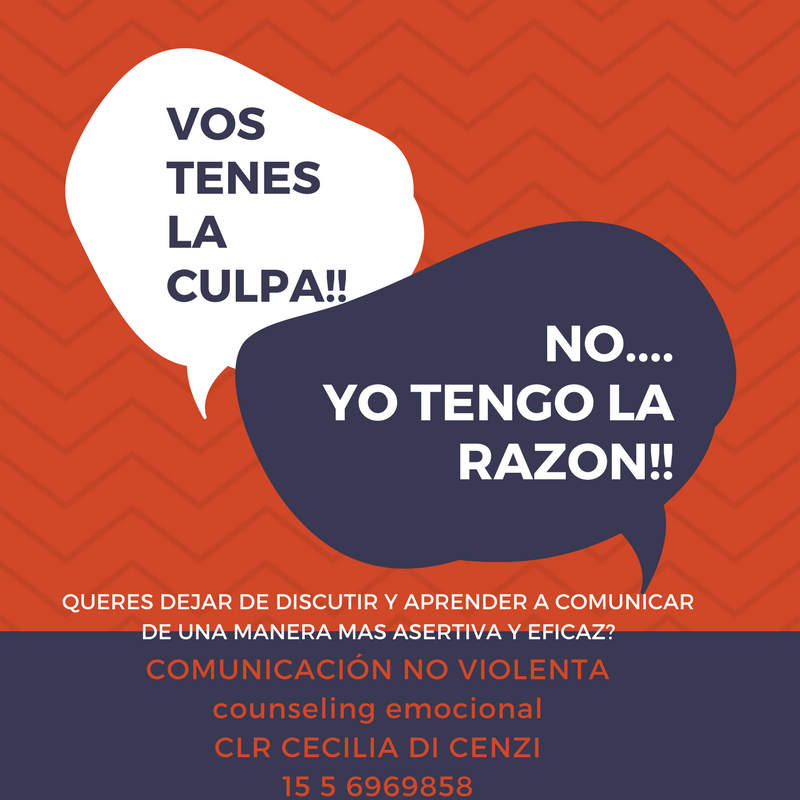 VOS
TENES
LA
CULPA!!
NO....
YO TENGO LA
RAZON!!
QUERES DEJAR DE DISCUTIR Y APRENDER A COMUNICAR
DE UNA MANERA MAS ASERTIVA Y EFICAZ?
COMUNICACIÓN NO VIOLENTA
counseling emocional
CLR CECILIA DI CENZI
15 5 6969858